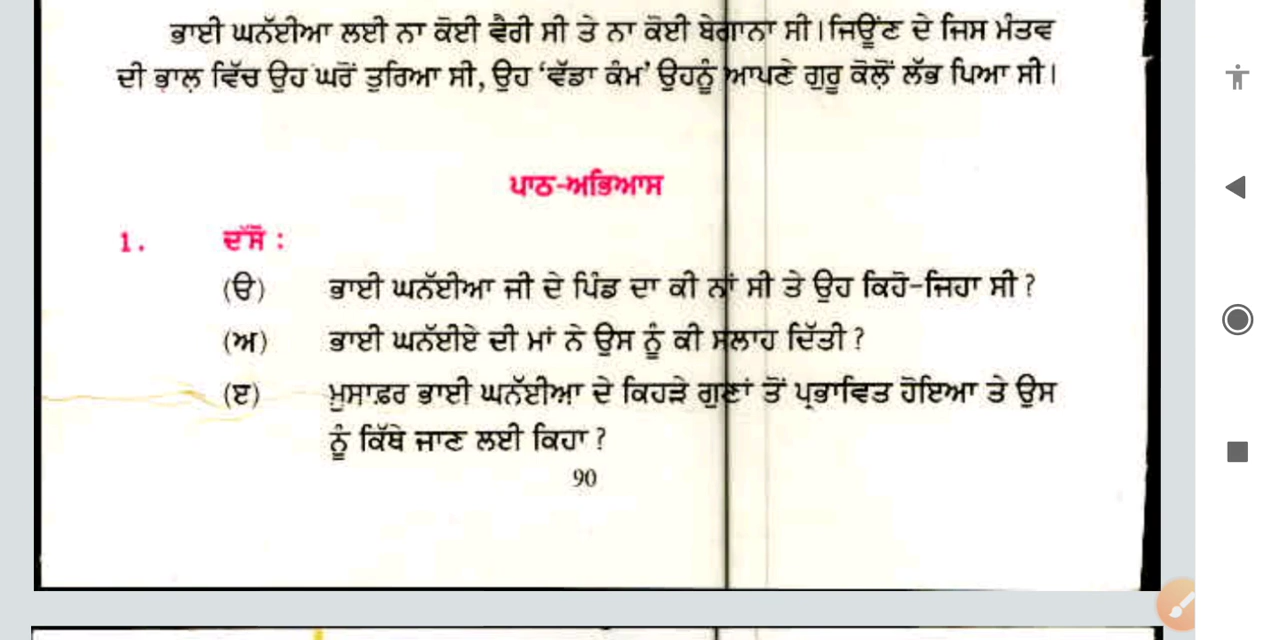 ਭਾਈ ਘਨੱਈਆ ਲਈ ਨਾ ਕੋਈ ਵੈਰੀ ਸੀ ਤੇ ਨਾ ਕੋਈ ਬੇਗਾਨਾ ਸੀ।ਜਿਊਂਣ ਦੇ ਜਿਸ ਮੰਤਵ
ਦੀ ਭਾਲ਼ ਵਿੱਚ ਉਹ ਘਰੋਂ ਤੁਰਿਆ ਸੀ, ਉਹ ‘ਵੱਡਾ ਕੰਮ’ ਉਹਨੂੰ ਆਪਣੇ ਗੁਰੂ ਕੋਲ਼ੋਂ ਲੱਭ ਪਿਆ ਸੀ।
ਪਾਠ-ਅਭਿਆਸ
1. ਦੱਸੋ :
(ੳ) ਭਾਈ ਘਨੱਈਆ ਜੀ ਦੇ ਪਿੰਡ ਦਾ ਕੀ ਨਾਂ ਸੀ ਤੇ ਉਹ ਕਿਹੋ-ਜਿਹਾ ਸੀ ?
(ਅ) ਭਾਈ ਘਨੱਈਏ ਦੀ ਮਾਂ ਨੇ ਉਸ ਨੂੰ ਕੀ ਸਲਾਹ ਦਿੱਤੀ ?
(ੲ) ਮੁਸਾਫ਼ਰ ਭਾਈ ਘਨੱਈਆ ਦੇ ਕਿਹੜੇ ਗੁਣਾਂ ਤੋਂ ਪ੍ਰਭਾਵਿਤ ਹੋਇਆ ਤੇ ਉਸ
ਨੂੰ ਕਿੱਥੇ ਜਾਣ ਲਈ ਕਿਹਾ ?
90